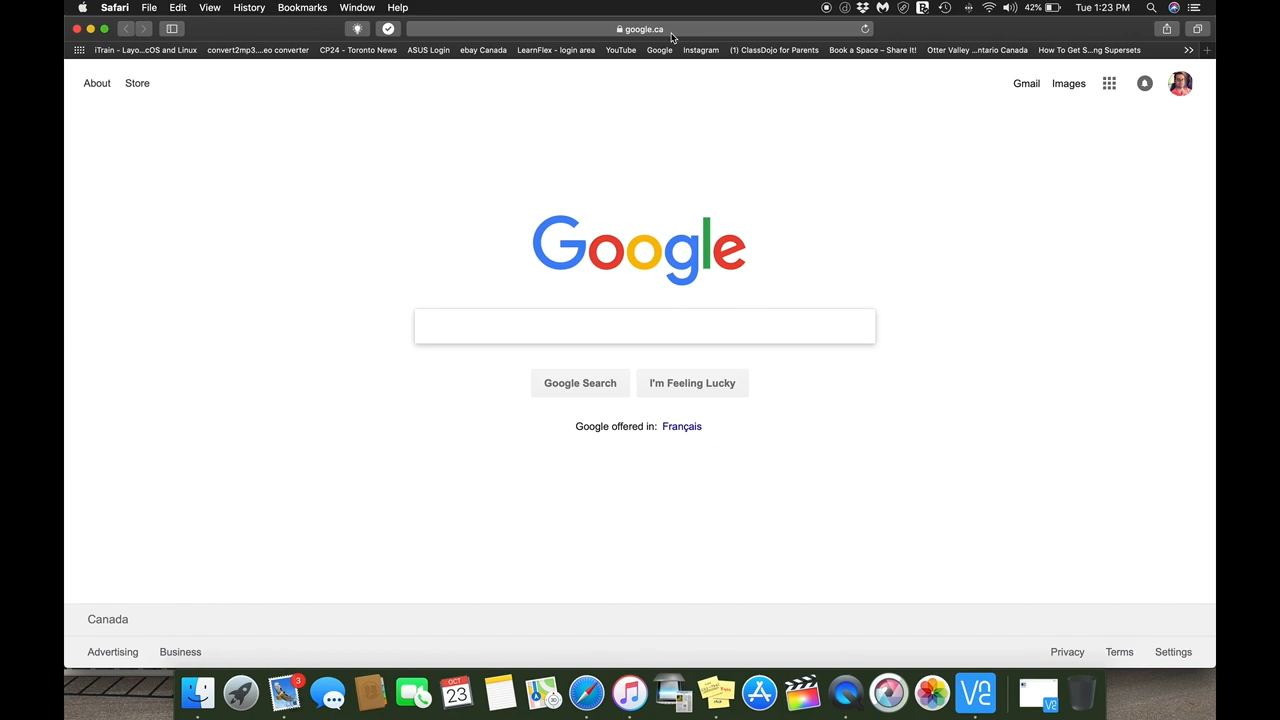 Safari File Edit View History Bookmarks Window Help 42% Tue 1:23 PM
google.ca
iTrain - Layo...cOS and Linux convert2mp3....eo converter CP24 - Toronto News ASUS Login ebay Canada LearnFlex - login area YouTube Google Instagram (1) ClassDojo for Parents Book a Space – Share It! Otter Valley ...ntario Canada How To Get S...ng Supersets >>
About Store Gmail Images
Google
Google Search I'm Feeling Lucky
Google offered in: Français
Canada
Advertising Business Privacy Terms Settings
3
OCT
23